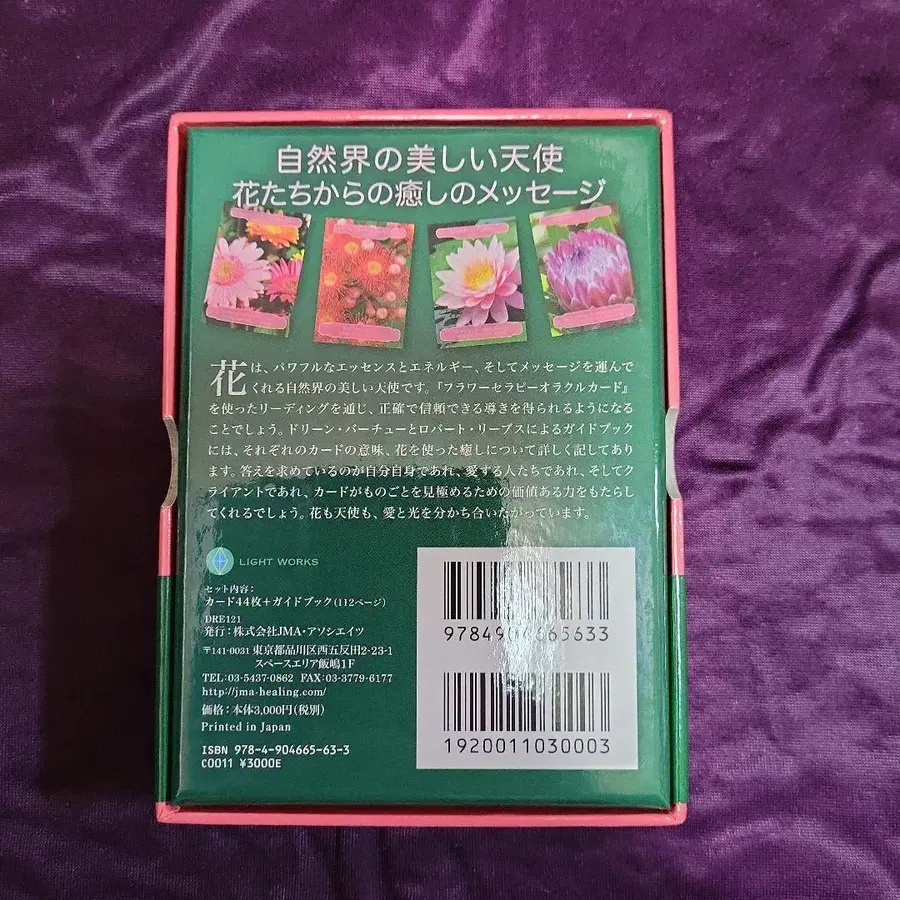 自然界の美しい天使
花たちからの癒しのメッセージ
花は、パワフルなエッセンスとエネルギー、そしてメッセージを運んで
くれる自然界の美しい天使です。『フラワーセラピーオラクルカード』
を使ったリーディングを通じ、正確で信頼できる導きを得られるようになる
ことでしょう。ドリーン・バーチューとロバート・リーブスによるガイドブック
には、それぞれのカードの意味、花を使った癒しについて詳しく記してあり
ます。答えを求めているのが自分自身であれ、愛する人たちであれ、そしてク
ライアントであれ、カードがものごとを見極めるための価値ある力をもたらし
てくれるでしょう。花も天使も、愛と光を分かち合いたがっています。
LIGHT WORKS
セット内容：
カード44枚＋ガイドブック（112ページ）
DRE121
発行：株式会社JMA・アソシエイツ
〒141-0031 東京都品川区西五反田2-23-1
スペースエリア飯嶋1F
TEL:03-5437-0862 FAX:03-3779-6177
http://jma-healing.com/
価格：本体3,000円（税別）
Printed in Japan
ISBN 978-4-904665-63-3
C0011 ¥3000E
9784904665633
1920011030003